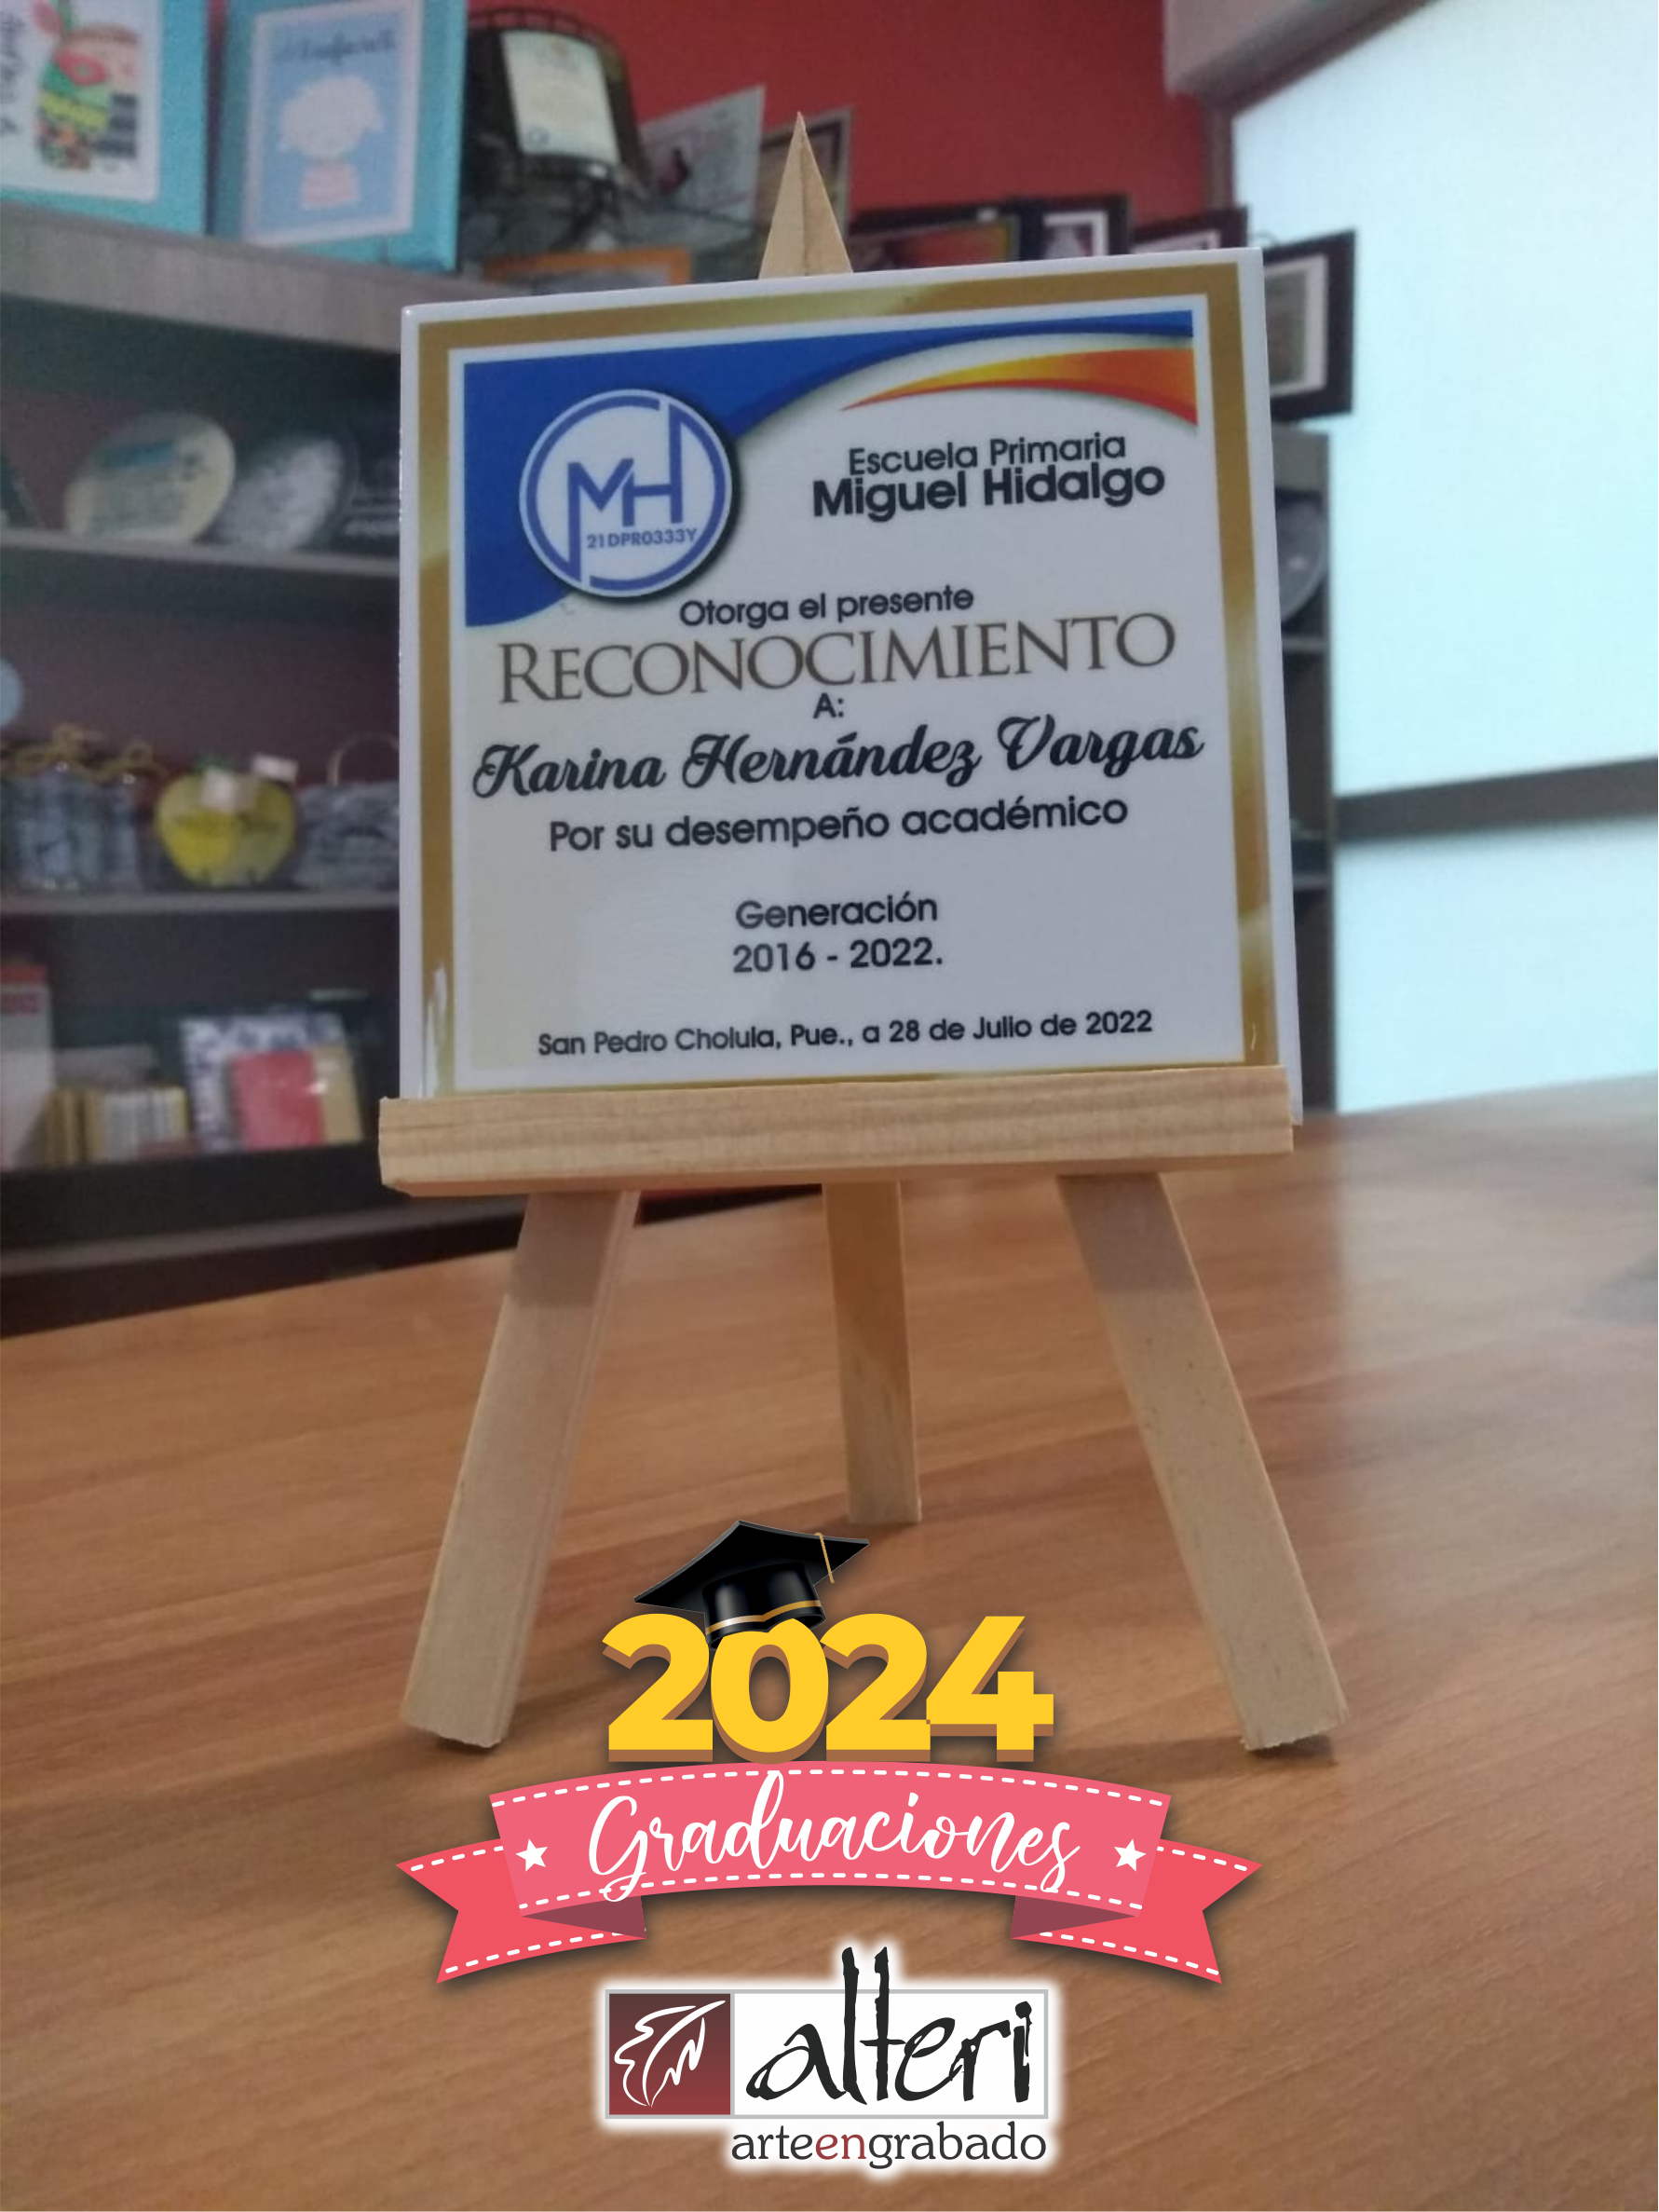 MH
21DPR0333Y
Escuela Primaria
Miguel Hidalgo
Otorga el presente
RECONOCIMIENTO
A:
Karina Hernández Vargas
Por su desempeño académico
Generación
2016 - 2022.
San Pedro Cholula, Pue., a 28 de Julio de 2022
2024
Graduaciones
alteri
arteengrabado